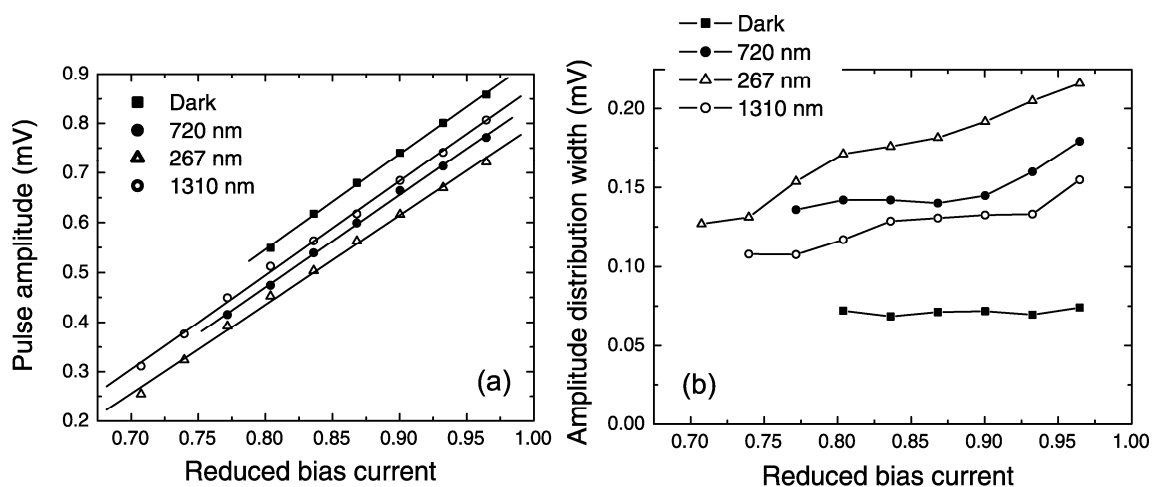 0.9
0.8
0.7
0.6
0.5
0.4
0.3
0.2
Pulse amplitude (mV)
Dark
720 nm
267 nm
1310 nm
(a)
0.70 0.75 0.80 0.85 0.90 0.95 1.00
Reduced bias current
Dark
720 nm
267 nm
1310 nm
0.20
0.15
0.10
0.05
0.00
Amplitude distribution width (mV)
(b)
0.70 0.75 0.80 0.85 0.90 0.95 1.00
Reduced bias current